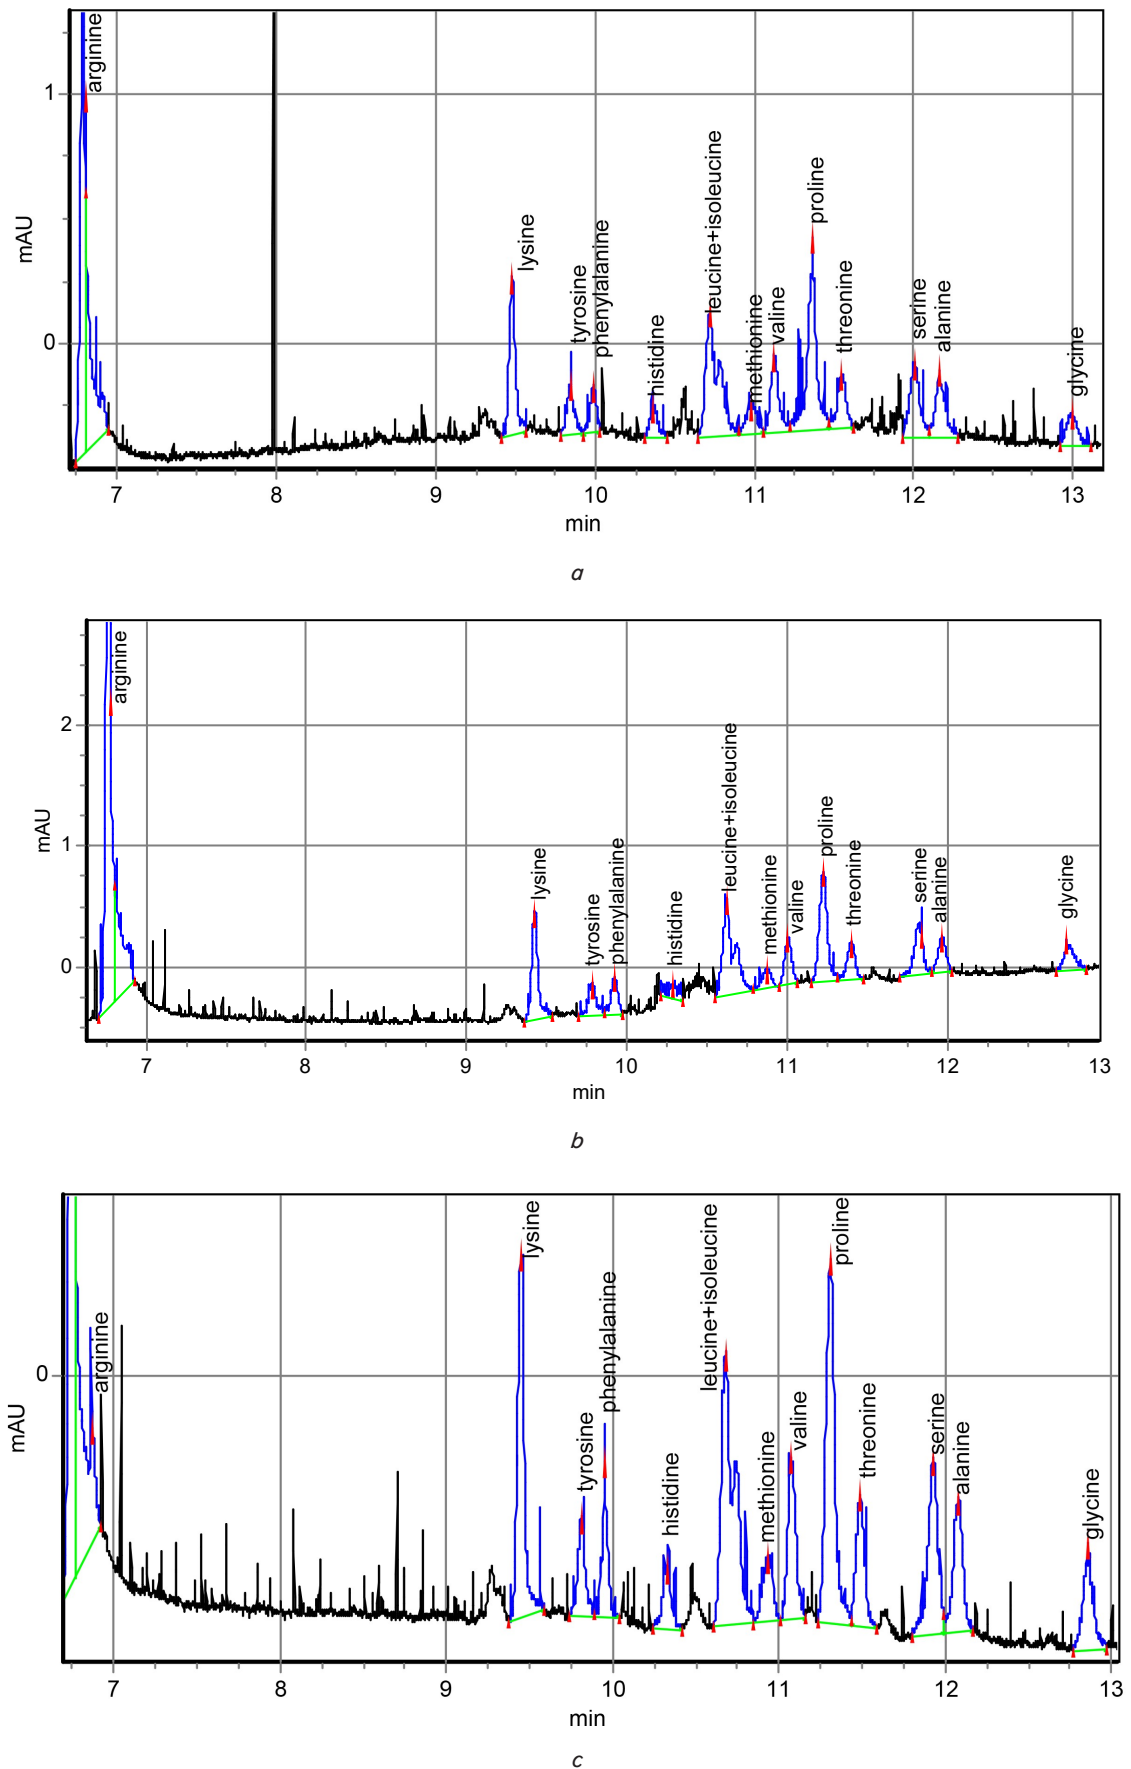 arginine
lysine
tyrosine
phenylalanine
histidine
leucine+isoleucine
methionine
valine
proline
threonine
serine
alanine
glycine
1
0
mAU
7 8 9 10 11 12 13
min
a
arginine
lysine
tyrosine
phenylalanine
histidine
leucine+isoleucine
methionine
valine
proline
threonine
serine
alanine
glycine
2
1
0
mAU
7 8 9 10 11 12 13
min
b
arginine
lysine
tyrosine
phenylalanine
histidine
leucine+isoleucine
methionine
valine
proline
threonine
serine
alanine
glycine
0
mAU
7 8 9 10 11 12 13
min
c